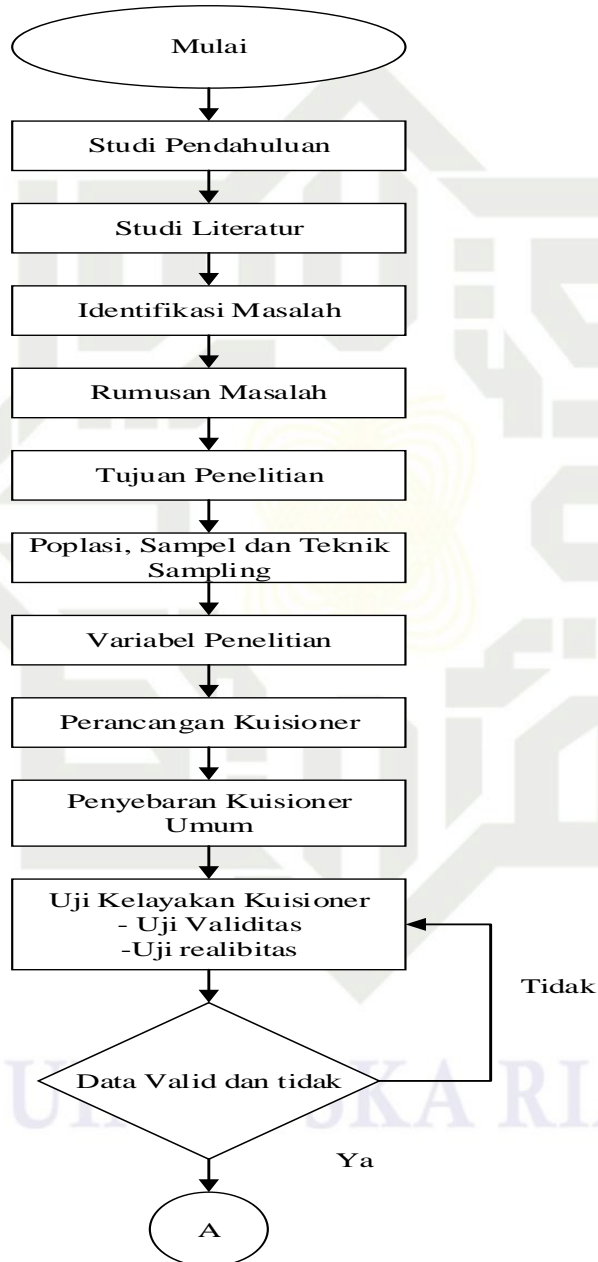 Mulai
Studi Pendahuluan
Studi Literatur
Identifikasi Masalah
Rumusan Masalah
Tujuan Penelitian
Poplasi, Sampel dan Teknik
Sampling
Variabel Penelitian
Perancangan Kuisioner
Penyebaran Kuisioner
Umum
Uji Kelayakan Kuisioner
- Uji Validitas
-Uji realibitas
Tidak
Data Valid dan tidak
Ya
A